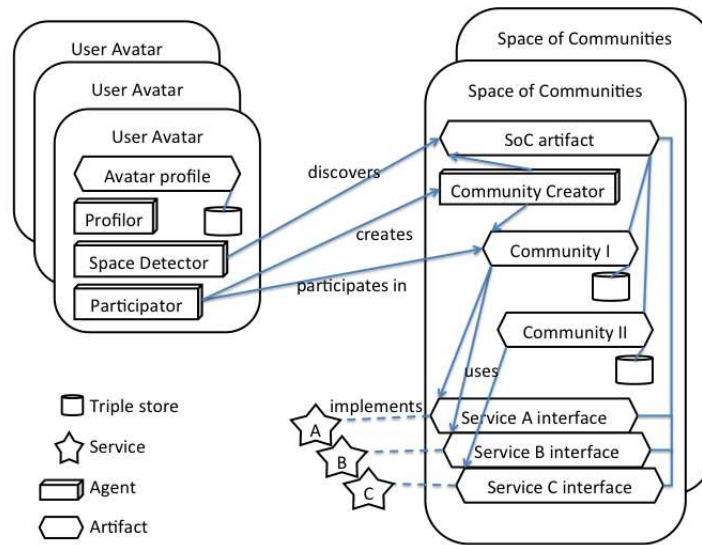 User Avatar
User Avatar
User Avatar
Avatar profile
Profilor
Space Detector
Participator
discovers
creates
participates in
Space of Communities
Space of Communities
SoC artifact
Community Creator
Community I
Community II
uses
implements
Service A interface
Service B interface
Service C interface
A
B
C
Triple store
Service
Agent
Artifact